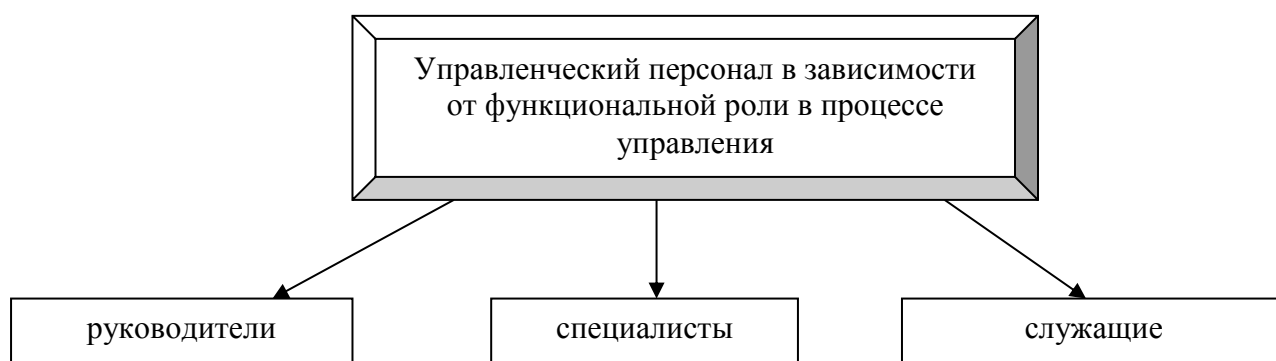 Управленческий персонал в зависимости
от функциональной роли в процессе
управления
руководители
специалисты
служащие